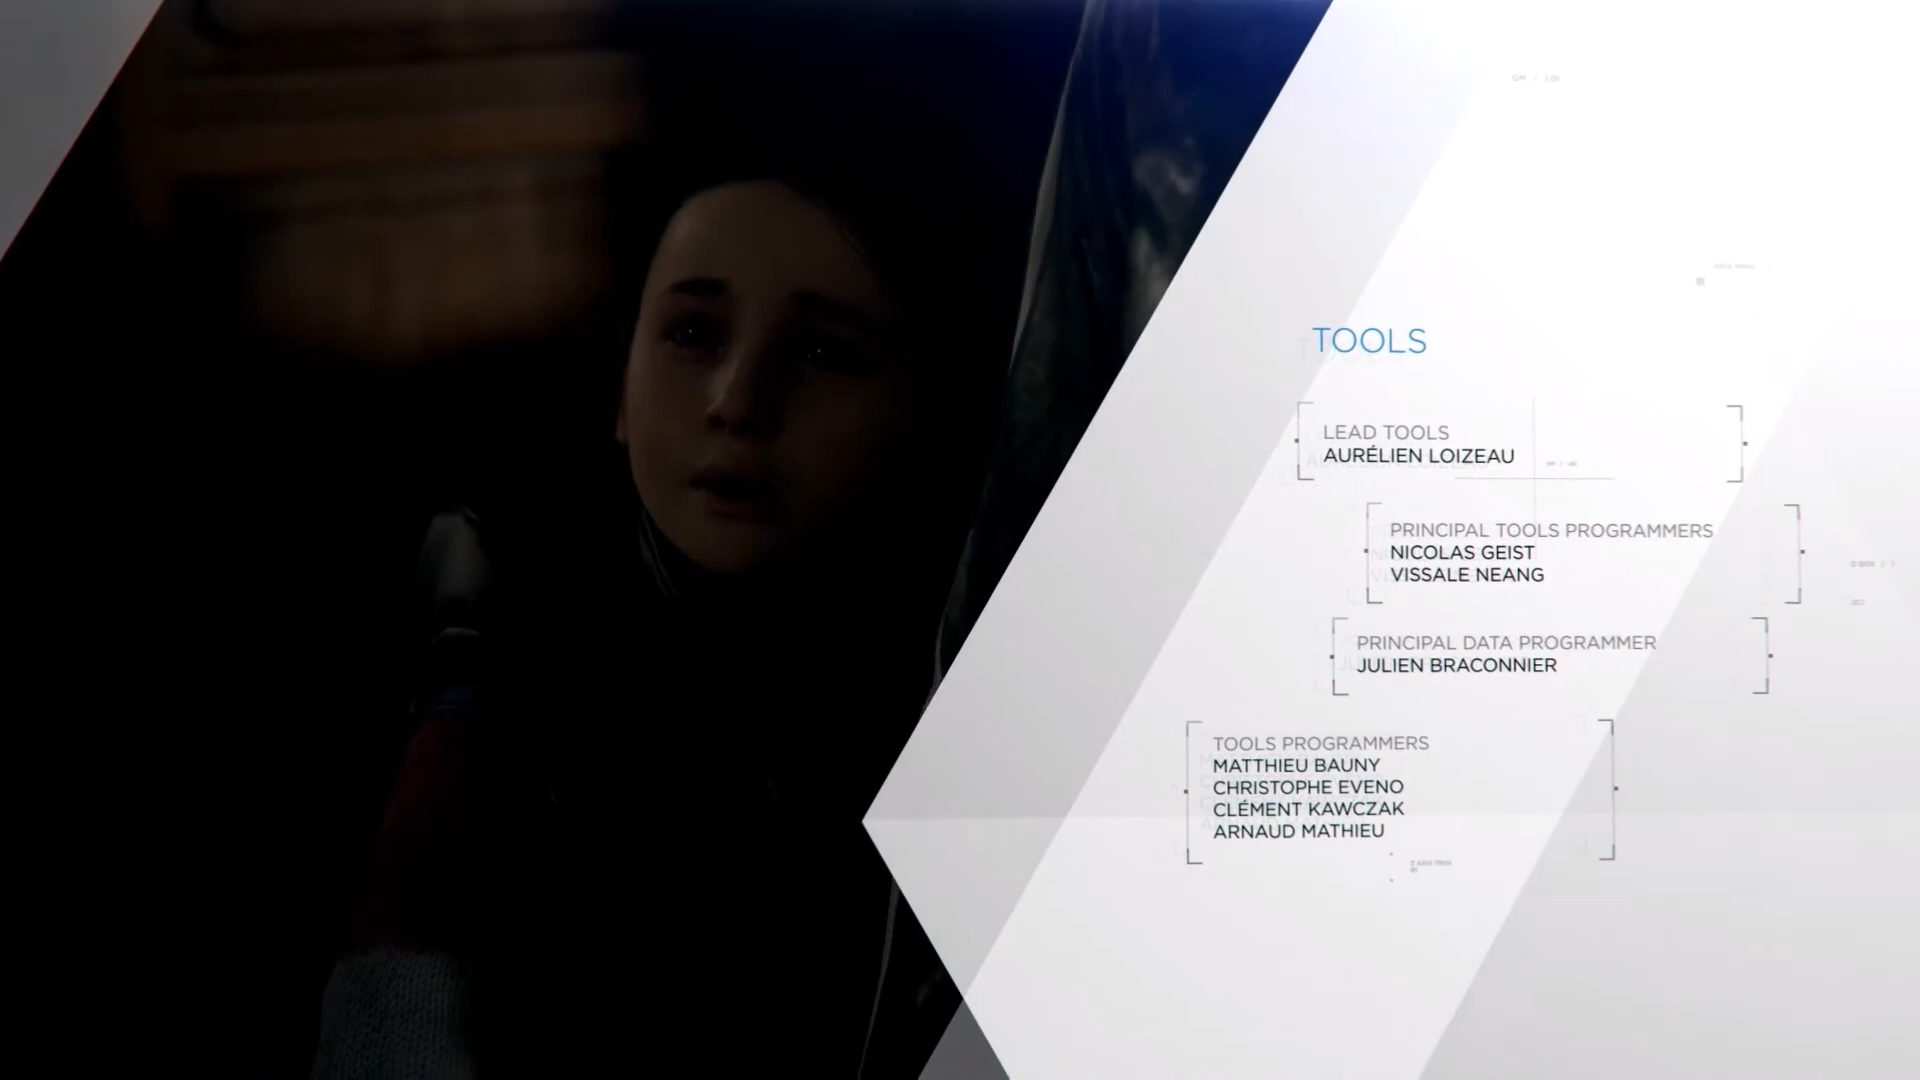 TOOLS
LEAD TOOLS
AURÉLIEN LOIZEAU
PRINCIPAL TOOLS PROGRAMMERS
NICOLAS GEIST
VISSALE NEANG
PRINCIPAL DATA PROGRAMMER
JULIEN BRACONNIER
TOOLS PROGRAMMERS
MATTHIEU BAUNY
CHRISTOPHE EVENO
CLÉMENT KAWCZAK
ARNAUD MATHIEU